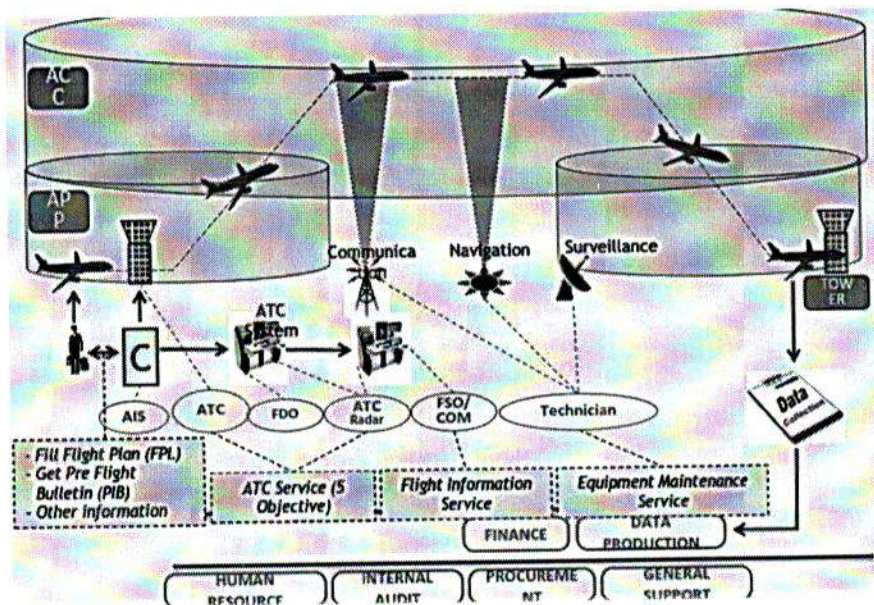 AC
C
AP
P
Communica
Navigation
Surveillance
TOW
ER
ATC
System
C
Data
Collection
AIS
ATC
FDO
ATC
Radar
FSO/
COM
Technician
- Fill Flight Plan (FPL)
- Get Pre Flight
Bulletin (PIB)
- Other Information
ATC Service (5
Objective)
Flight Information
Service
Equipment Maintenance
Service
FINANCE
DATA
PRODUCTION
HUMAN
RESOURCE
INTERNAL
AUDIT
PROCUREME
NT
GENERAL
SUPPORT